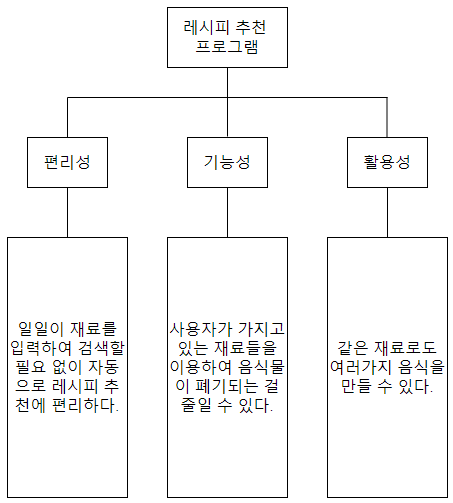 레시피 추천
프로그램
편리성
기능성
활용성
일일이 재료를
입력하여 검색할
필요 없이 자동
으로 레시피 추
천에 편리하다.
사용자가 가지고
있는 재료들을
이용하여 음식물
이 폐기되는 걸
줄일 수 있다.
같은 재료로도
여러가지 음식을
만들 수 있다.